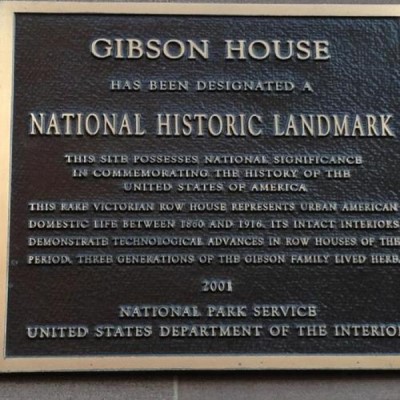 GIBSON HOUSE
HAS BEEN DESIGNATED A
NATIONAL HISTORIC LANDMARK
THIS SITE POSSESSES NATIONAL SIGNIFICANCE
IN COMMEMORATING THE HISTORY OF THE
UNITED STATES OF AMERICA
THIS RARE VICTORIAN ROW HOUSE REPRESENTS URBAN AMERICAN
DOMESTIC LIFE BETWEEN 1860 AND 1916. ITS INTACT INTERIORS
DEMONSTRATE TECHNOLOGICAL ADVANCES IN ROW HOUSES OF THE
PERIOD. THREE GENERATIONS OF THE GIBSON FAMILY LIVED HERE.
2001
NATIONAL PARK SERVICE
UNITED STATES DEPARTMENT OF THE INTERIOR